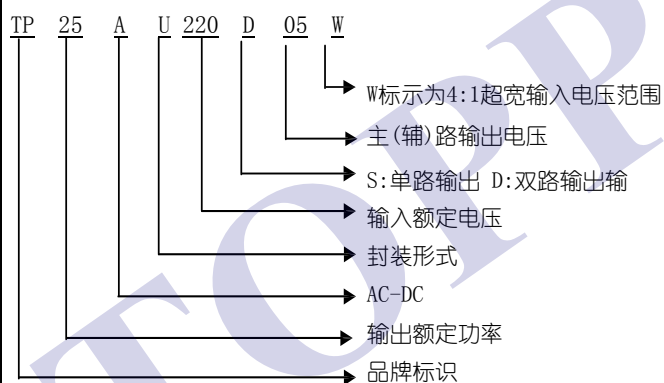 TP 25 A U 220 D 05 W
W标示为4:1超宽输入电压范围
主(辅)路输出电压
S:单路输出 D:双路输出输
输入额定电压
封装形式
AC-DC
输出额定功率
品牌标识
TOPP